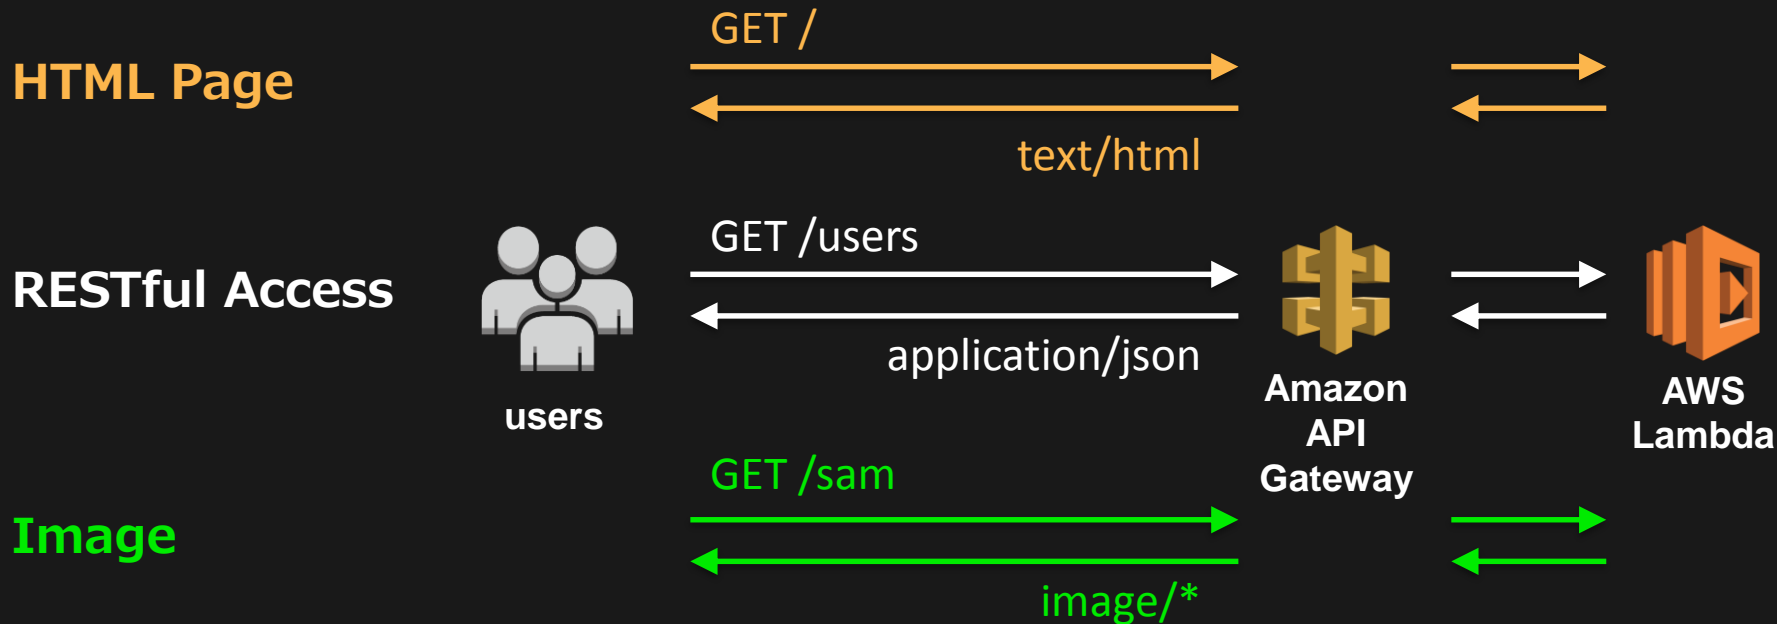 GET /
HTML Page
text/html
GET /users
RESTful Access
application/json
users
Amazon
API
Gateway
AWS
Lambda
GET /sam
Image
image/*